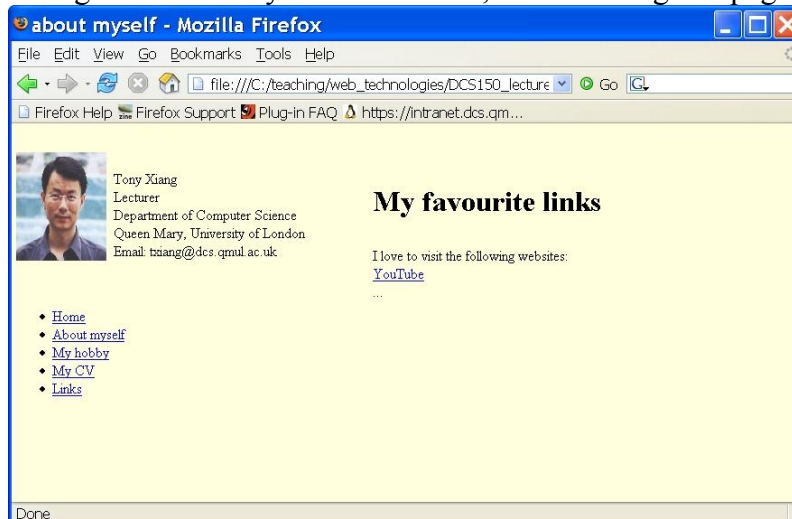 about myself - Mozilla Firefox
File Edit View Go Bookmarks Tools Help
file:///C:/teaching/web_technologies/DCS150_lecture Go G
Firefox Help Firefox Support Plug-in FAQ https://intranet.dcs.qm...
Tony Xiang
Lecturer
Department of Computer Science
Queen Mary, University of London
Email: txiang@dcs.qmul.ac.uk
Home
About myself
My hobby
My CV
Links
My favourite links
I love to visit the following websites:
YouTube
...
Done